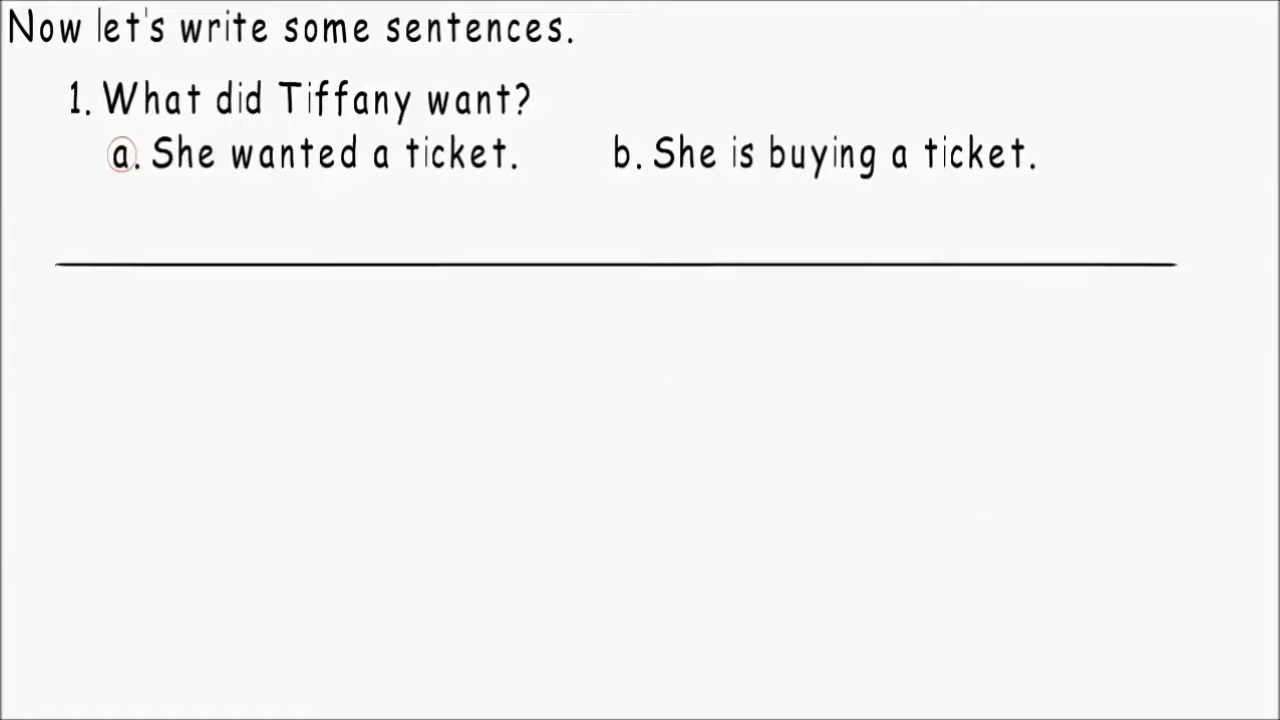 Now let's write some sentences.
1. What did Tiffany want?
a. She wanted a ticket. b. She is buying a ticket.